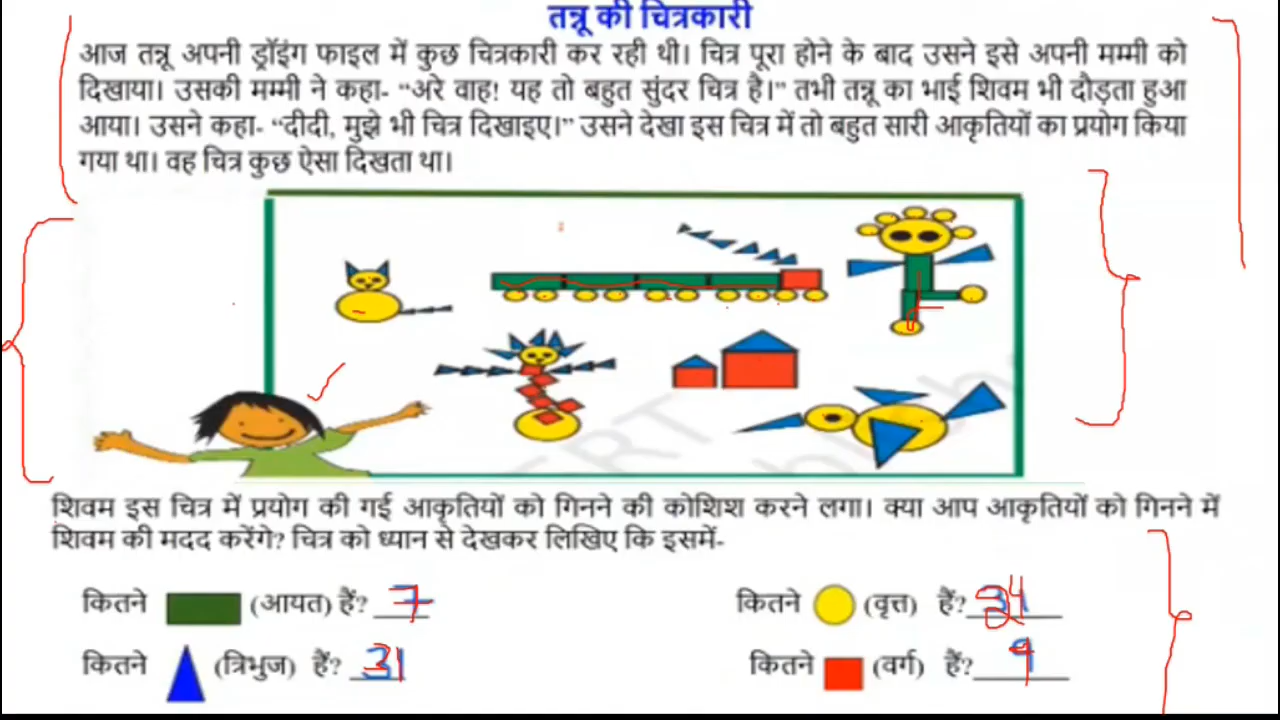 तन्नू की चित्रकारी
आज तन्नू अपनी ड्रॉइंग फाइल में कुछ चित्रकारी कर रही थी। चित्र पूरा होने के बाद उसने इसे अपनी मम्मी को
दिखाया। उसकी मम्मी ने कहा- “अरे वाह! यह तो बहुत सुंदर चित्र है।” तभी तन्नू का भाई शिवम भी दौड़ता हुआ
आया। उसने कहा- “दीदी, मुझे भी चित्र दिखाइए।” उसने देखा इस चित्र में तो बहुत सारी आकृतियों का प्रयोग किया
गया था। वह चित्र कुछ ऐसा दिखता था।
शिवम इस चित्र में प्रयोग की गई आकृतियों को गिनने की कोशिश करने लगा। क्या आप आकृतियों को गिनने में
शिवम की मदद करेंगे? चित्र को ध्यान से देखकर लिखिए कि इसमें-
कितने (आयत) हैं? 7
कितने (वृत्त) हैं?
कितने (त्रिभुज) हैं? 31
कितने (वर्ग) हैं? 9